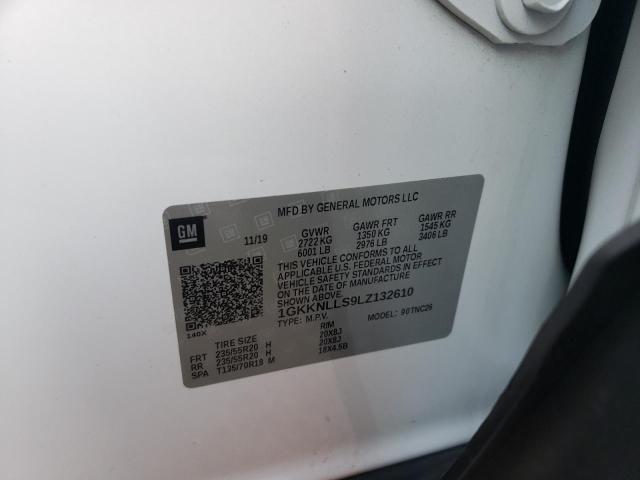 MFD BY GENERAL MOTORS LLC
GM
11/19
GVWR GAWR FRT GAWR RR
2722 KG 1350 KG 1545 KG
6001 LB 2976 LB 3406 LB
THIS VEHICLE CONFORMS TO ALL
APPLICABLE U.S. FEDERAL MOTOR
VEHICLE SAFETY STANDARDS IN EFFECT
ON THE DATE OF MANUFACTURE
SHOWN ABOVE.
1GKKNLLS9LZ132610
140X
TYPE: M.P.V. MODEL: 90TNC26
TIRE SIZE RIM
FRT 235/55R20 H 20X8J
RR 235/55R20 H 20X8J
SPA T135/70R18 M 18X4.5B